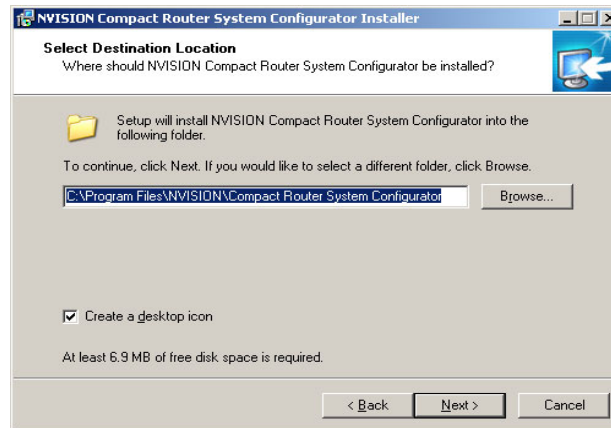 NVISION Compact Router System Configurator Installer
Select Destination Location
Where should NVISION Compact Router System Configurator be installed?
Setup will install NVISION Compact Router System Configurator into the
following folder.
To continue, click Next. If you would like to select a different folder, click Browse.
C:\Program Files\NVISION\Compact Router System Configurator
Browse...
Create a desktop icon
At least 6.9 MB of free disk space is required.
< Back
Next >
Cancel